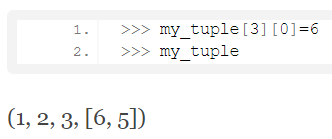 1. >>> my_tuple[3][0]=6
2. >>> my_tuple
(1, 2, 3, [6, 5])